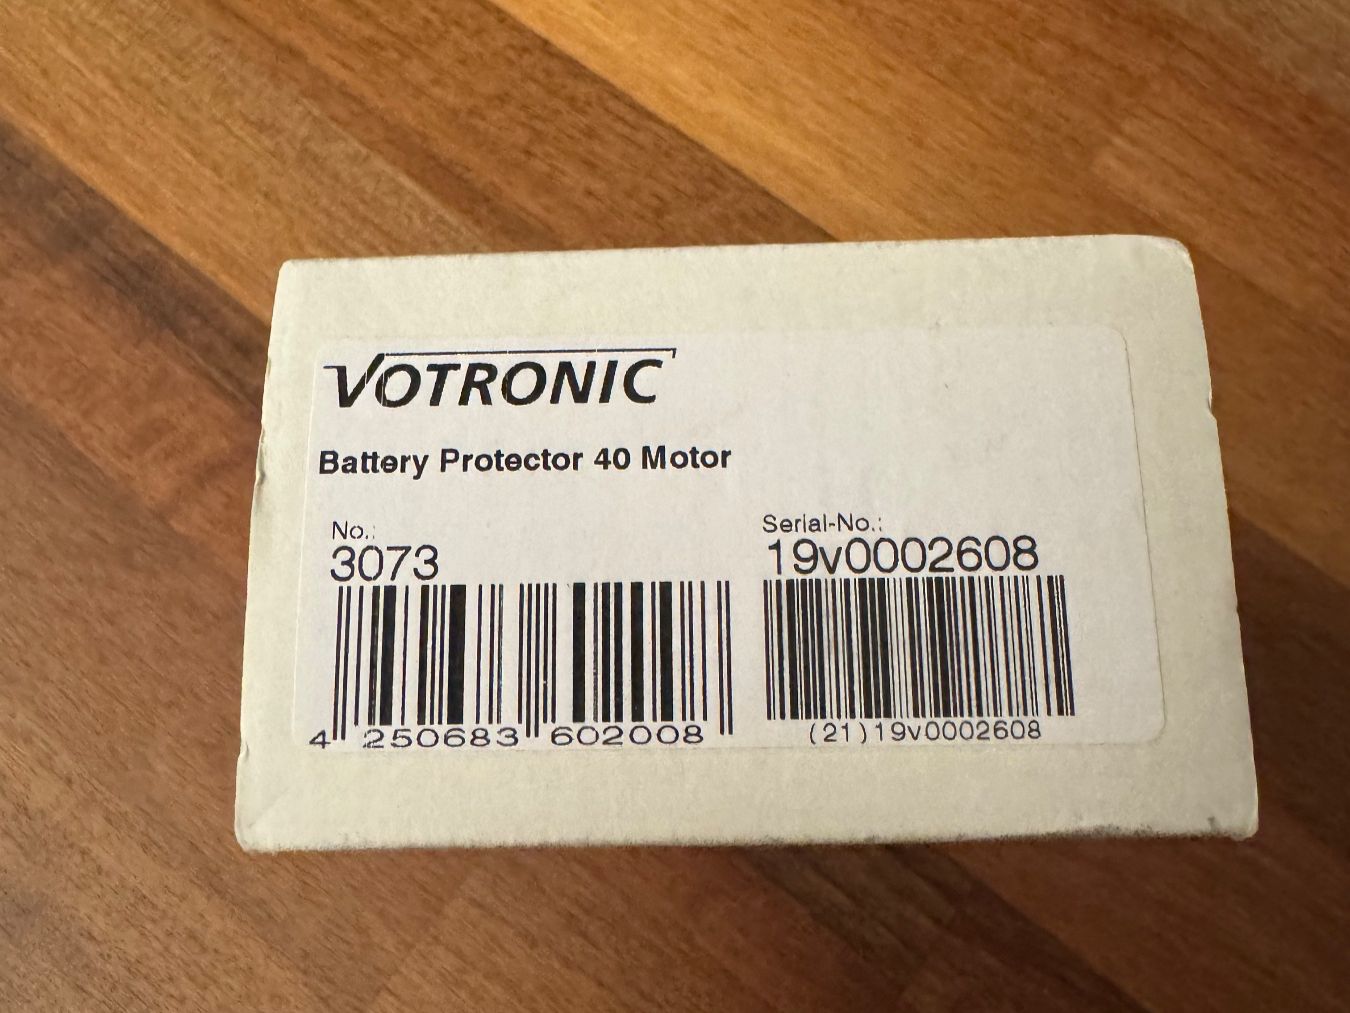 VOTRONIC
Battery Protector 40 Motor
No.: Serial-No.:
3073 19v0002608
4 250683 602008 (21)19v0002608